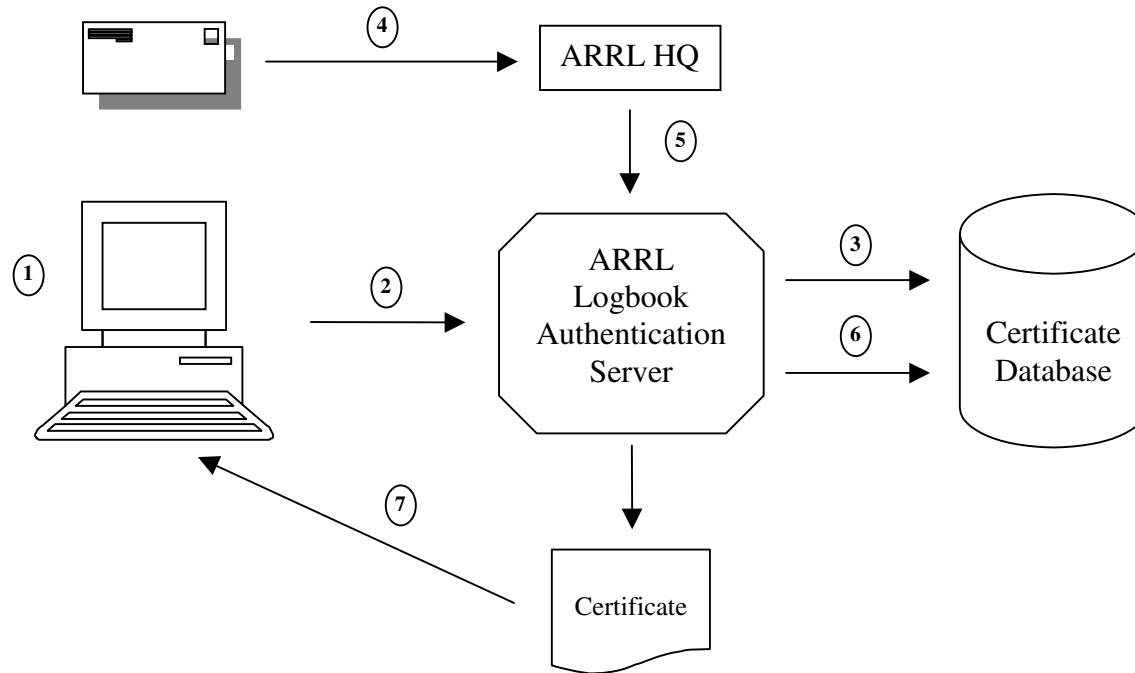 4
ARRL HQ
5
1
2
ARRL
Logbook
Authentication
Server
3
6
Certificate
Database
7
Certificate